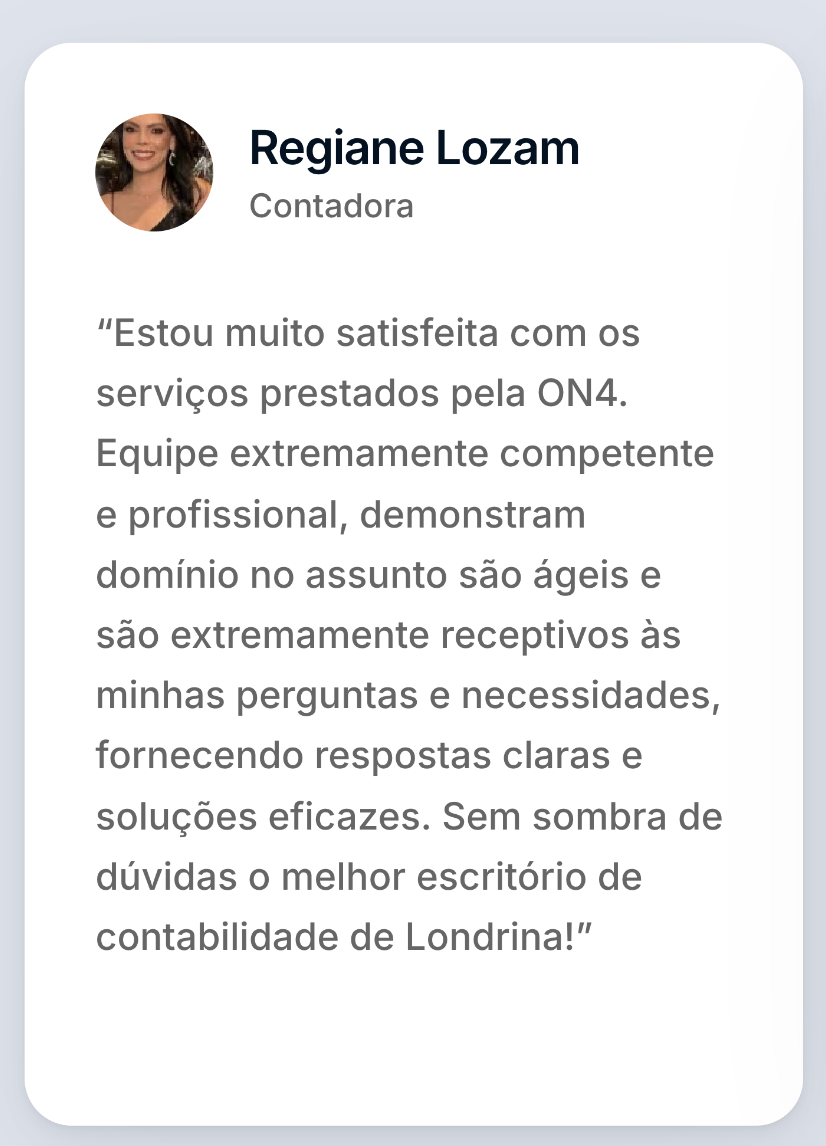 Regiane Lozam
Contadora
“Estou muito satisfeita com os
serviços prestados pela ON4.
Equipe extremamente competente
e profissional, demonstram
domínio no assunto são ágeis e
são extremamente receptivos às
minhas perguntas e necessidades,
fornecendo respostas claras e
soluções eficazes. Sem sombra de
dúvidas o melhor escritório de
contabilidade de Londrina!”